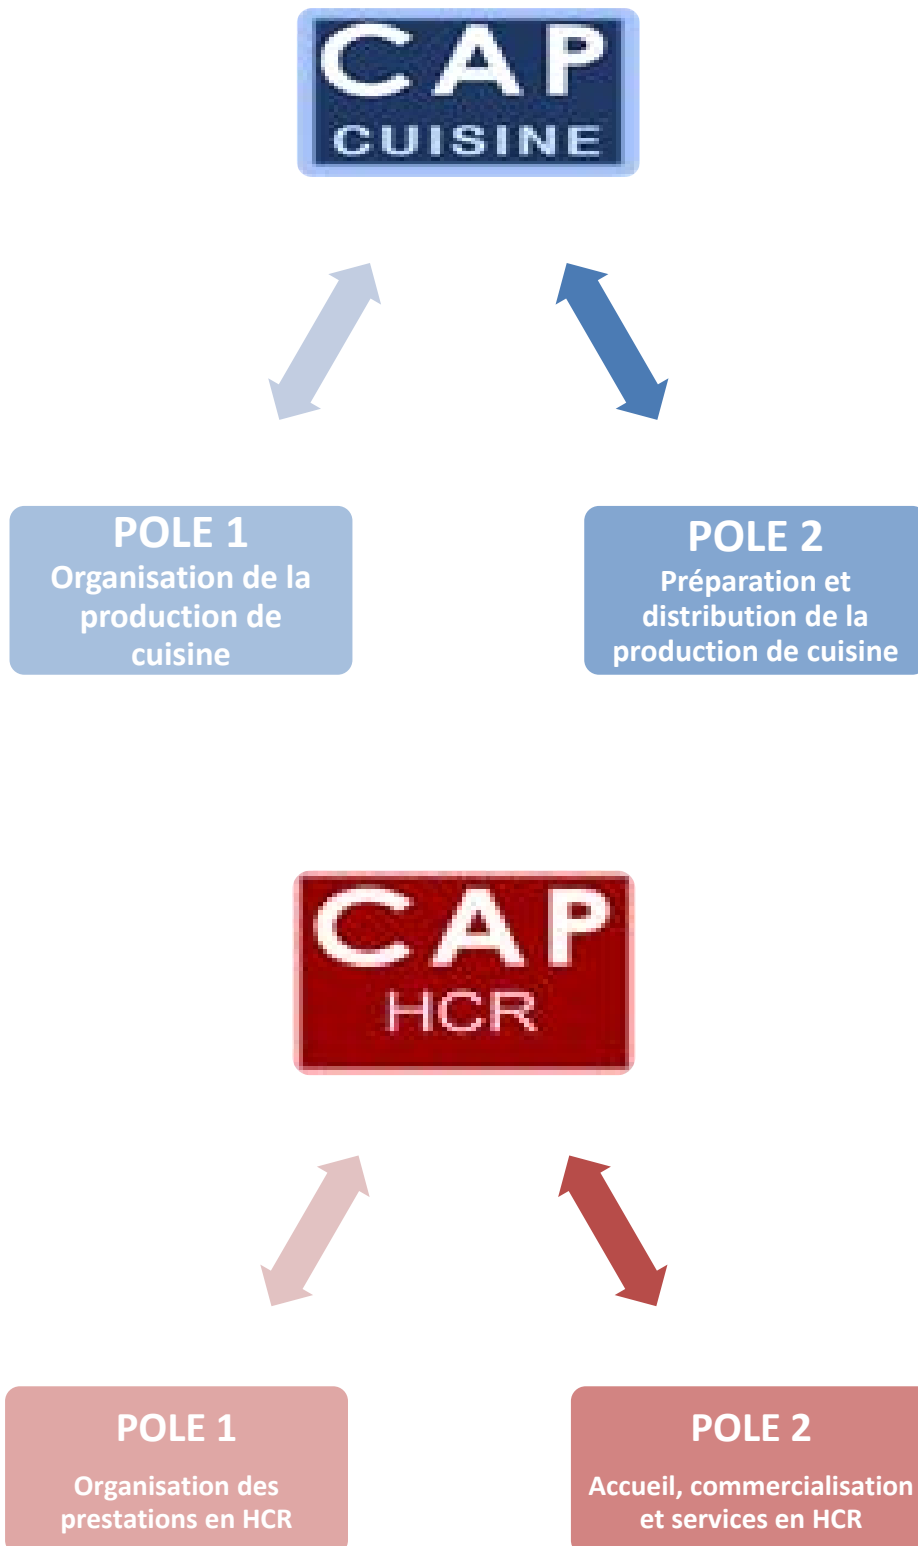 CAP
CUISINE
POLE 1
Organisation de la
production de
cuisine
POLE 2
Préparation et
distribution de la
production de cuisine
CAP
HCR
POLE 1
Organisation des
prestations en HCR
POLE 2
Accueil, commercialisation
et services en HCR